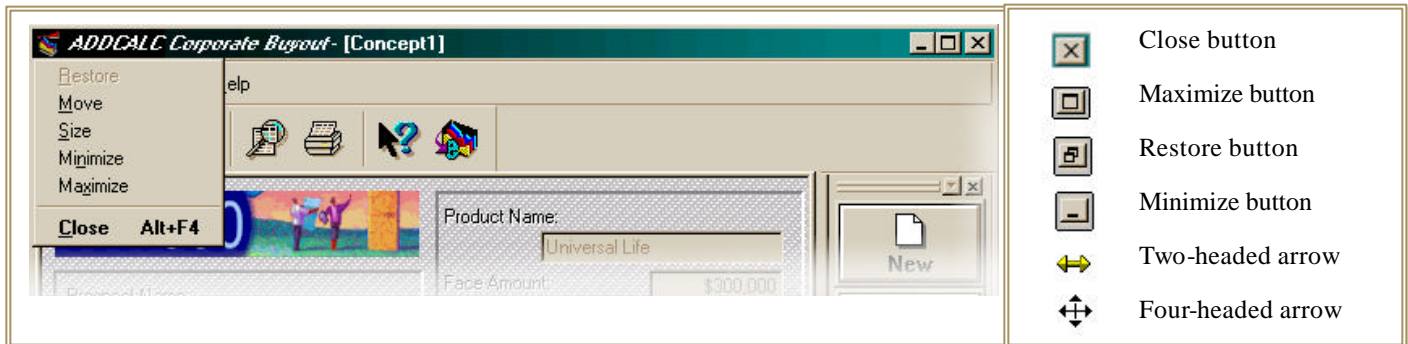 ADDCALC Corporate Buyout - [Concept1]
Restore
elp
Move
Size
Minimize
Maximize
Close Alt+F4
Product Name:
Universal Life
New
Face Amount:
$300,000
Close button
Maximize button
Restore button
Minimize button
Two-headed arrow
Four-headed arrow